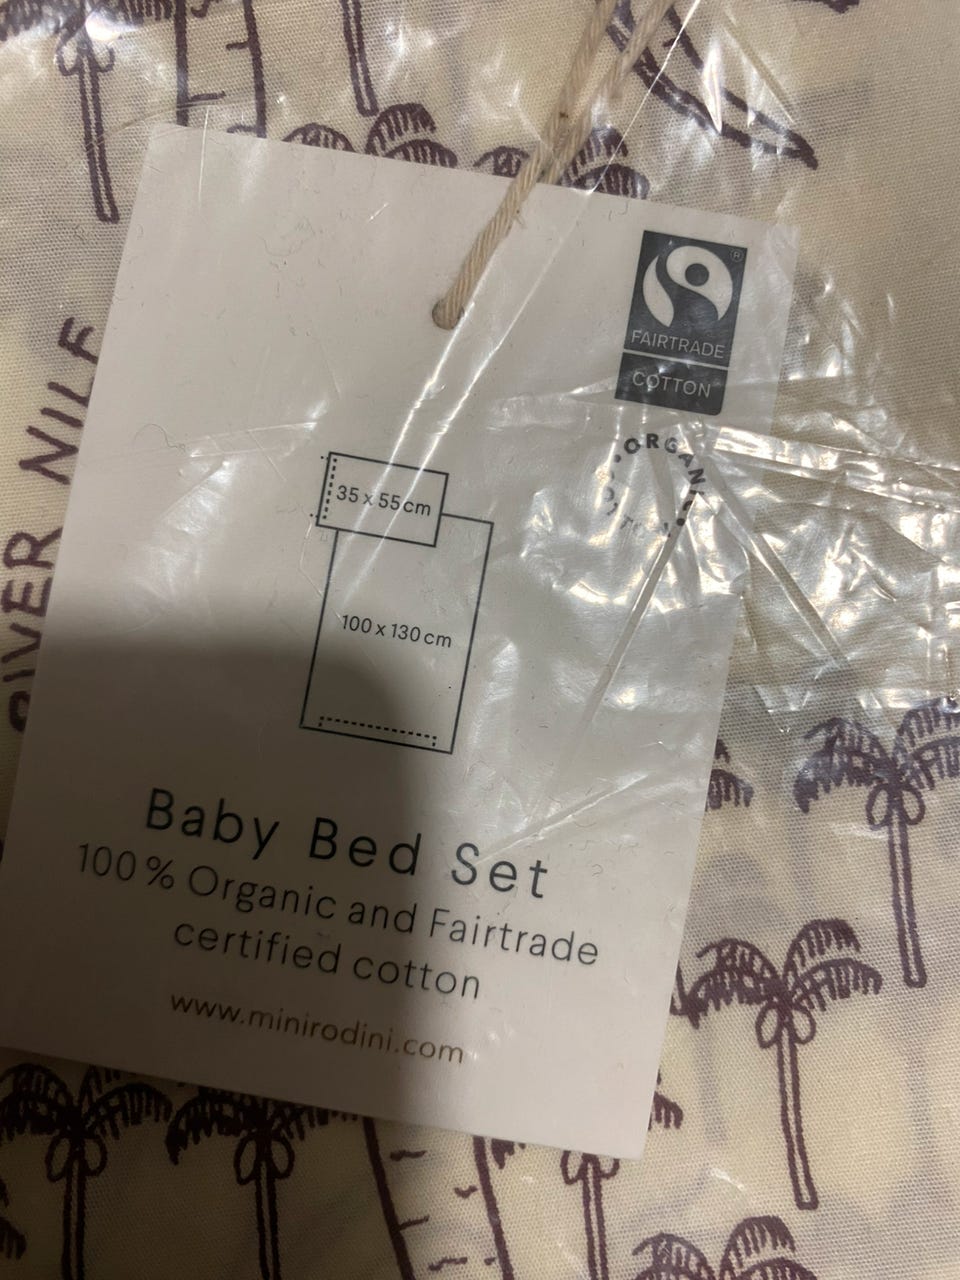 RIVER NILE
®
FAIRTRADE
COTTON
ORGANIC
35 x 55 cm
100 x 130 cm
Baby Bed Set
100 % Organic and Fairtrade
certified cotton
www.minirodini.com